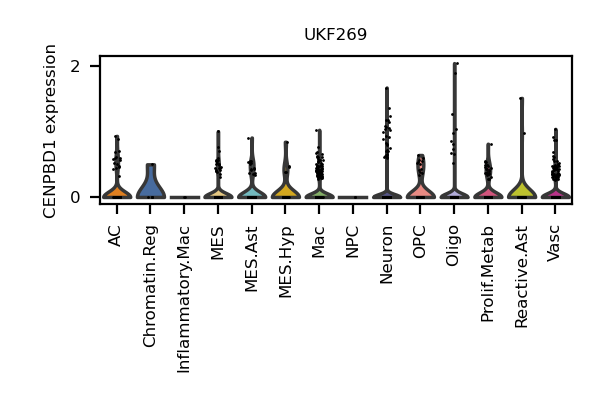 UKF269
CENPBD1 expression
2
0
AC
Chromatin.Reg
Inflammatory.Mac
MES
MES.Ast
MES.Hyp
Mac
NPC
Neuron
OPC
Oligo
Prolif.Metab
Reactive.Ast
Vasc